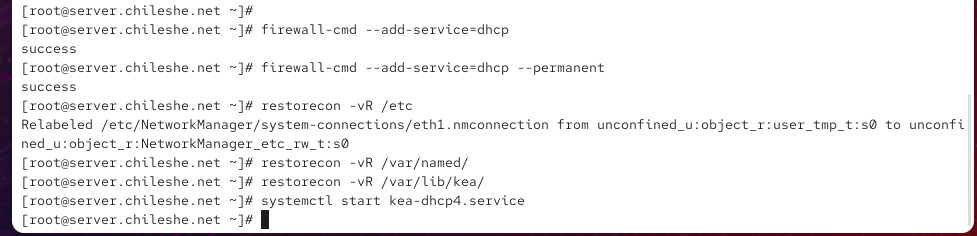 [root@server.chileshe.net ~]#
[root@server.chileshe.net ~]# firewall-cmd --add-service=dhcp
success
[root@server.chileshe.net ~]# firewall-cmd --add-service=dhcp --permanent
success
[root@server.chileshe.net ~]# restorecon -vR /etc
Relabeled /etc/NetworkManager/system-connections/eth1.nmconnection from unconfined_u:object_r:user_tmp_t:s0 to unconfi
ned_u:object_r:NetworkManager_etc_rw_t:s0
[root@server.chileshe.net ~]# restorecon -vR /var/named/
[root@server.chileshe.net ~]# restorecon -vR /var/lib/kea/
[root@server.chileshe.net ~]# systemctl start kea-dhcp4.service
[root@server.chileshe.net ~]#